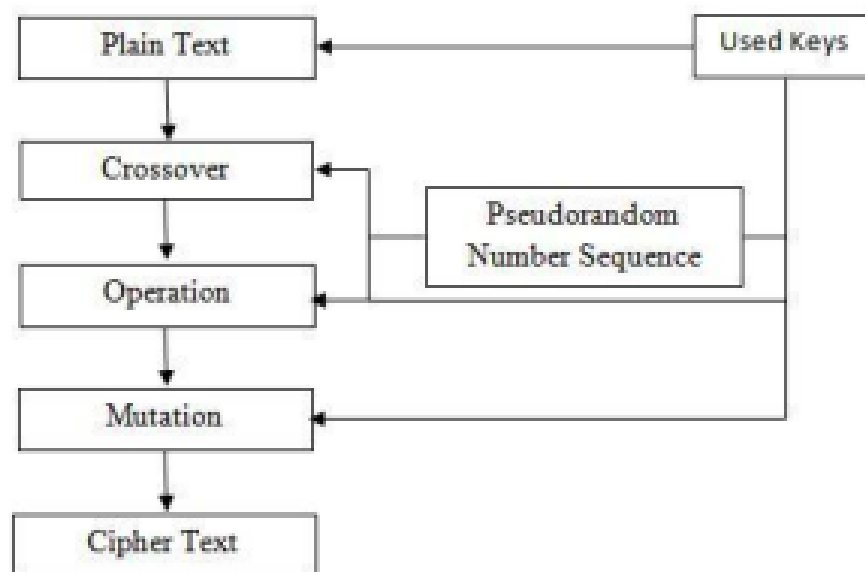 Plain Text
Used Keys
Crossover
Pseudorandom
Number Sequence
Operation
Mutation
Cipher Text